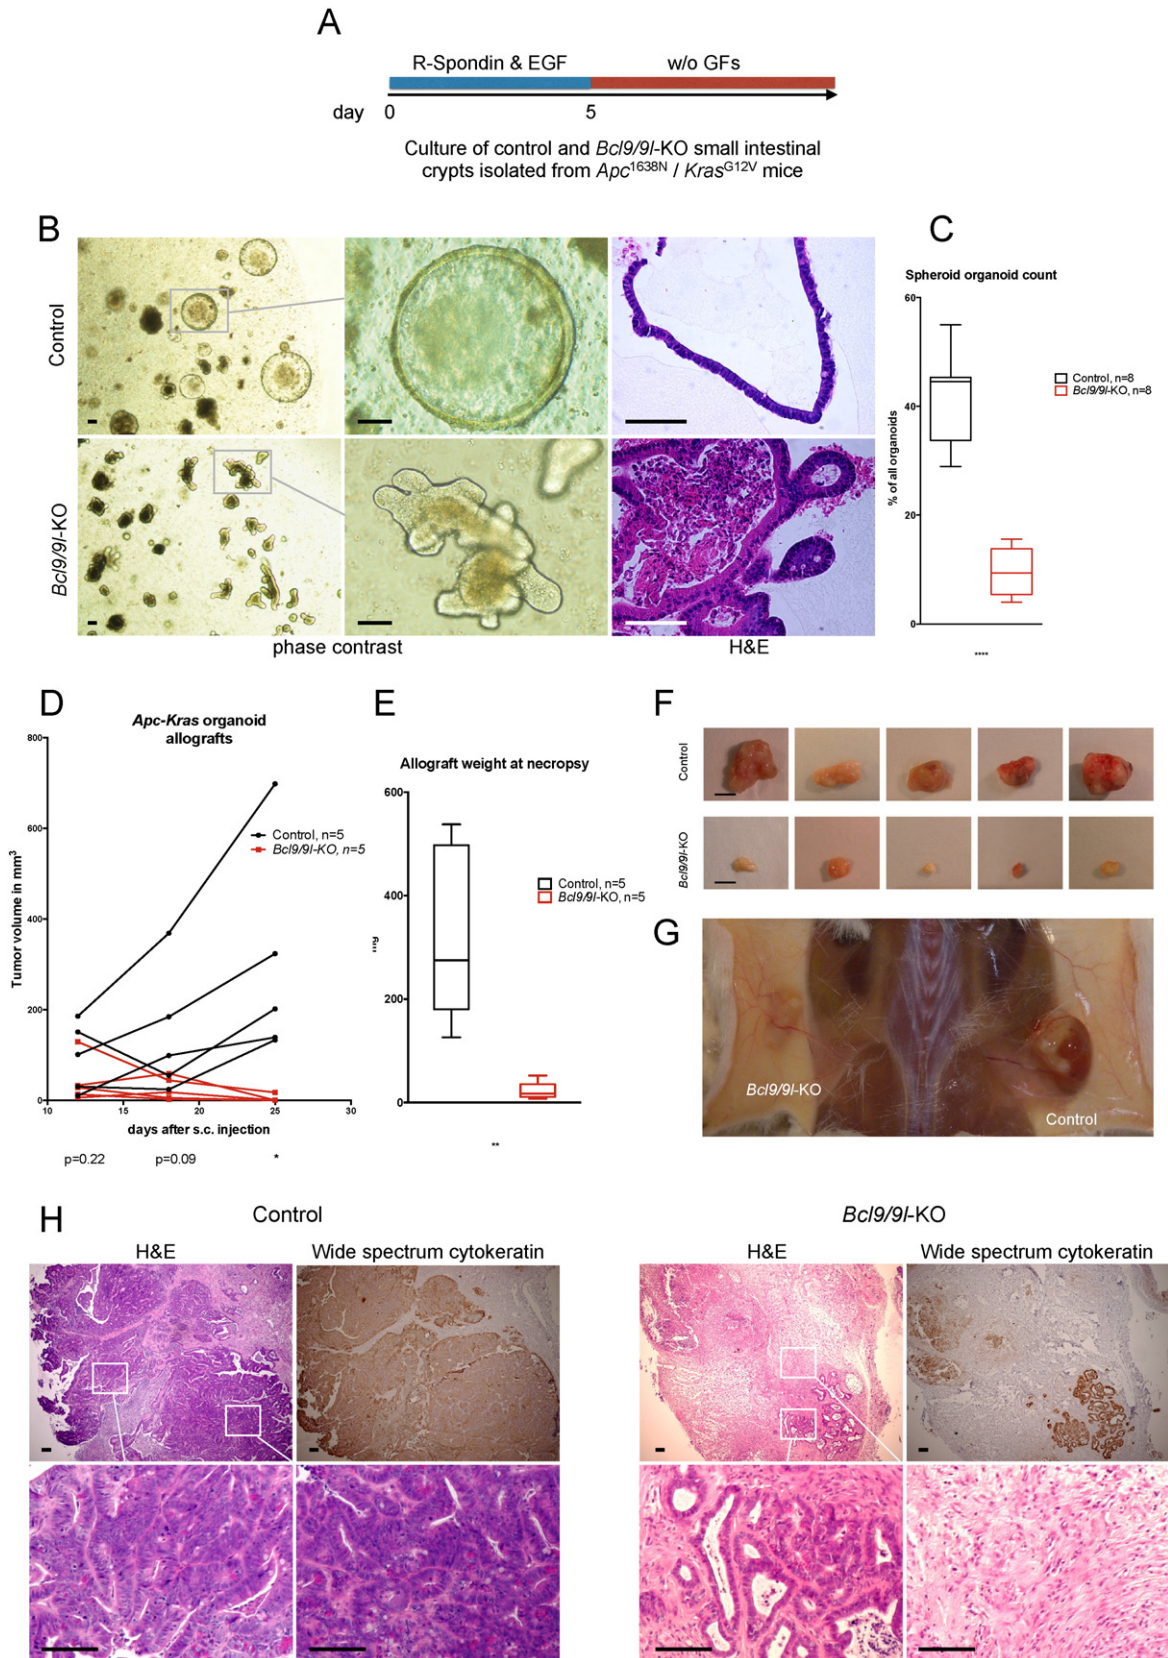 A
R-Spondin & EGF w/o GFs
day 0 5
Culture of control and Bcl9/9l-KO small intestinal
crypts isolated from Apc1638N / KrasG12V mice
B
Control
Bcl9/9l-KO
phase contrast H&E
C
Spheroid organoid count
% of all organoids
60
40
20
0
Control, n=8
Bcl9/9l-KO, n=8
****
D
Apc-Kras organoid
allografts
Tumor volume in mm3
800
600
400
200
0
10 15 20 25 30
days after s.c. injection
Control, n=5
Bcl9/9l-KO, n=5
p=0.22 p=0.09 *
E
Allograft weight at necropsy
600
400
200
0
Control, n=5
Bcl9/9l-KO, n=5
**
F
Control
Bcl9/9l-KO
G
Bcl9/9l-KO
Control
H
Control Bcl9/9l-KO
H&E Wide spectrum cytokeratin H&E Wide spectrum cytokeratin